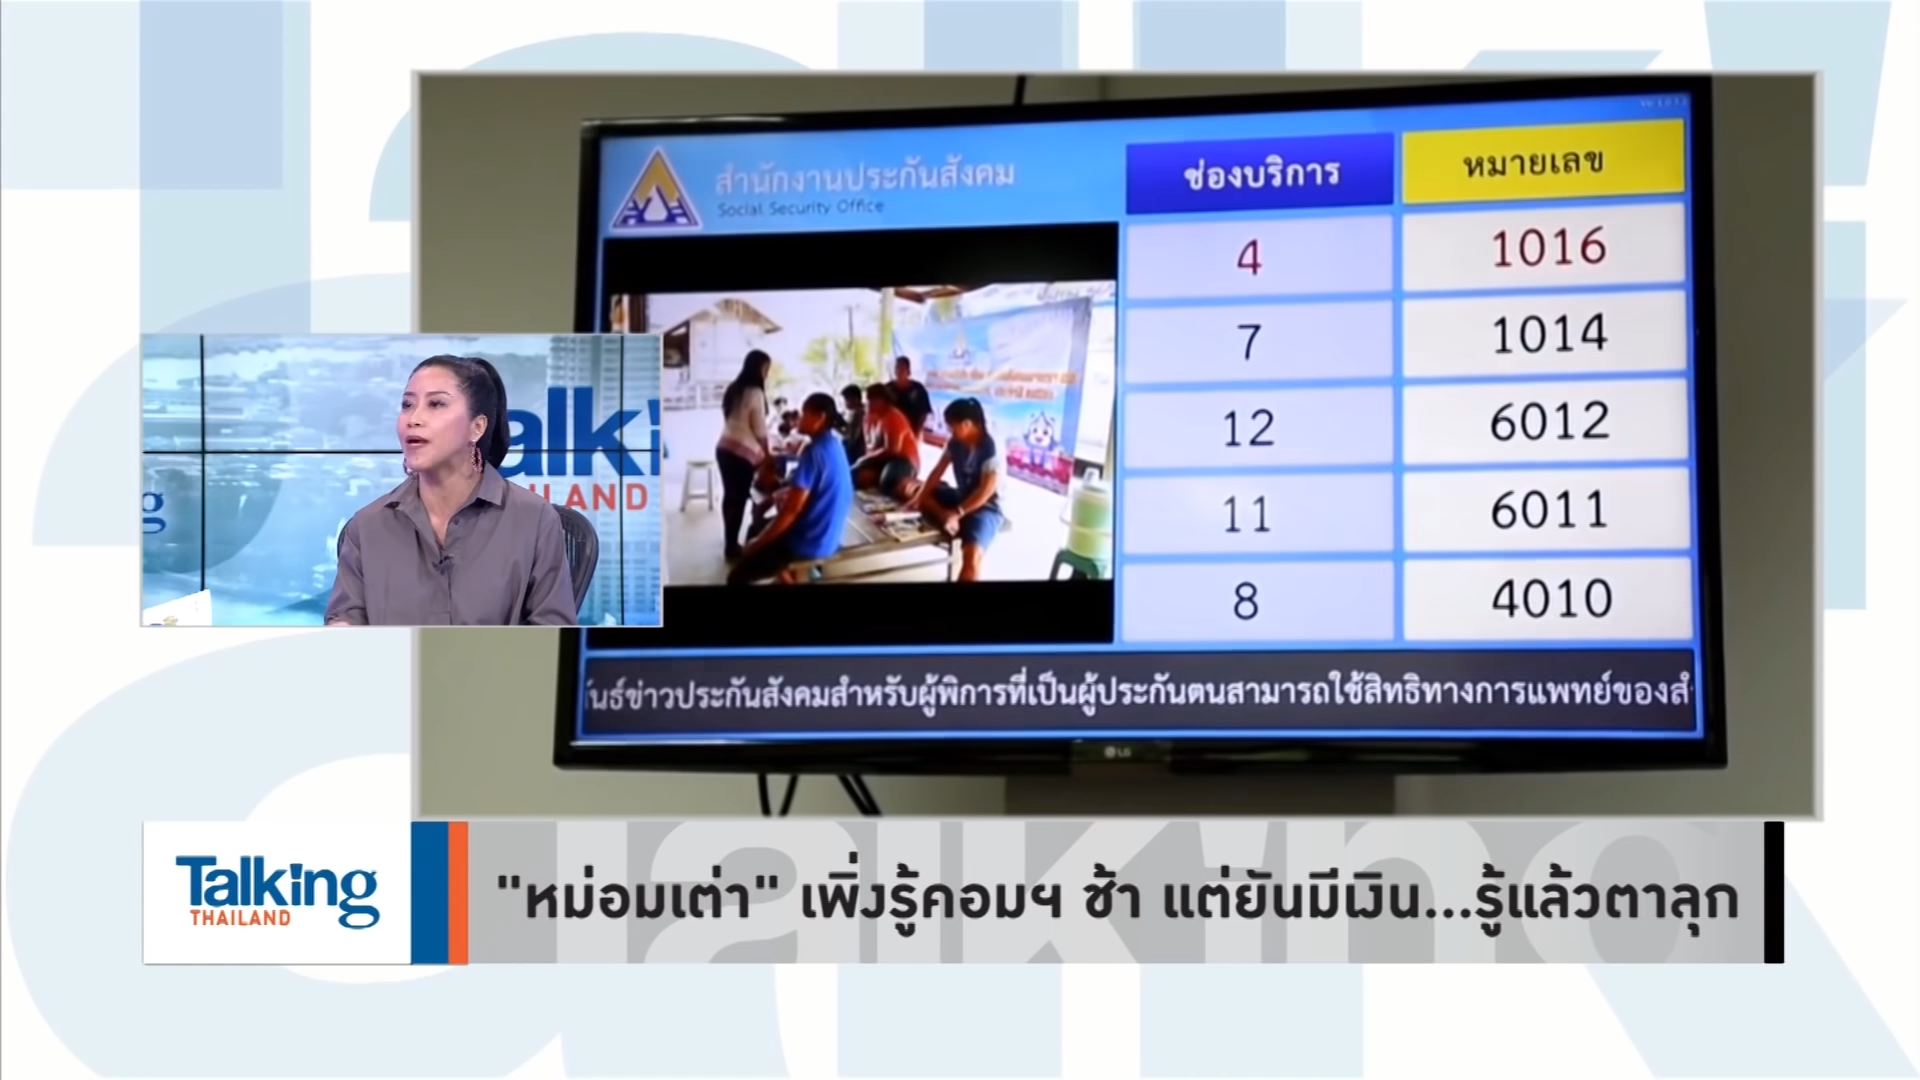 สำนักงานประกันสังคม
Social Security Office
ช่องบริการ
หมายเลข
4
1016
7
1014
12
6012
11
6011
8
4010
ข่าวประกันสังคมสำหรับผู้พิการที่เป็นผู้ประกันตนสามารถใช้สิทธิทางการแพทย์ของ
LG
Talking
THAILAND
"หม่อมเต่า" เพิ่งรู้คอมฯ ช้า แต่ยันมีเงิน...รู้แล้วตาลุก